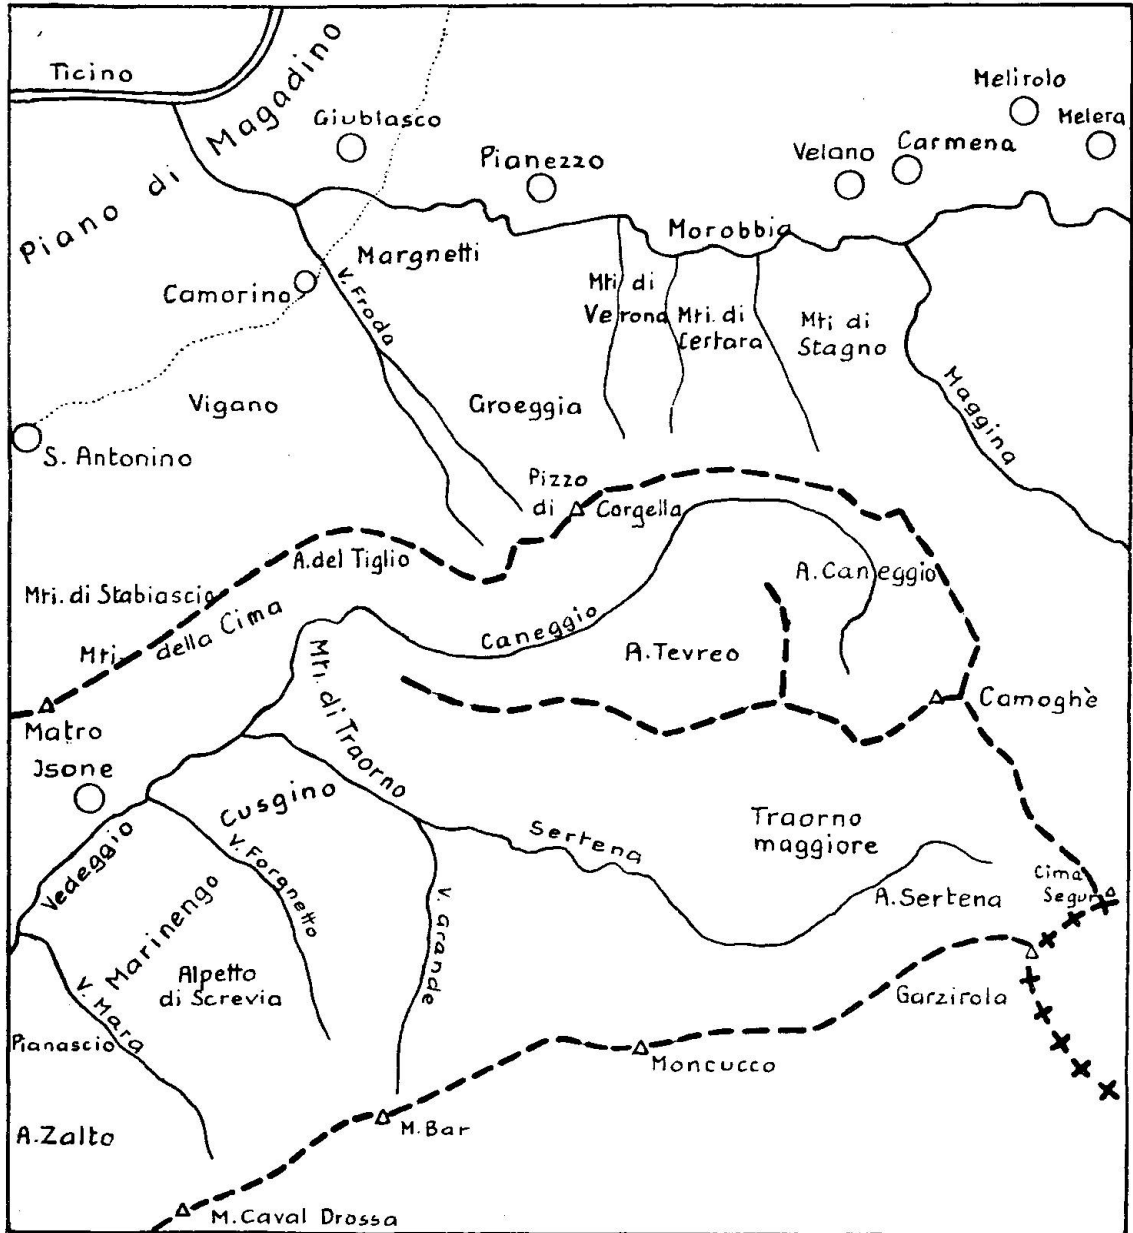 Ticino
Piano di Magadino
Giubiasco
Pianezzo
Melirolo
Melera
Velano
Carmena
Morobbia
Margnetti
V. Froda
Camorino
Mti di
Verona
Mti. di
Certara
Mti di
Stagno
Maggina
Vigano
Groeggia
S. Antonino
Pizzo
di Corgella
A. del Tiglio
A. Caneggio
Mti. di Stabiascio
Mti. della Cima
Caneggio
A. Tevreo
Mti. di Traorno
Camoghè
Matro
Isone
Cusgino
Vedeggio
V. Forgnetto
Sertena
Traorno
maggiore
Cima
Segur
A. Sertena
V. Grande
Marinengo
Alpetto
di Screvia
V. Mara
Garzirola
Pianascio
Moncucco
A. Zalto
M. Bar
M. Caval Drossa